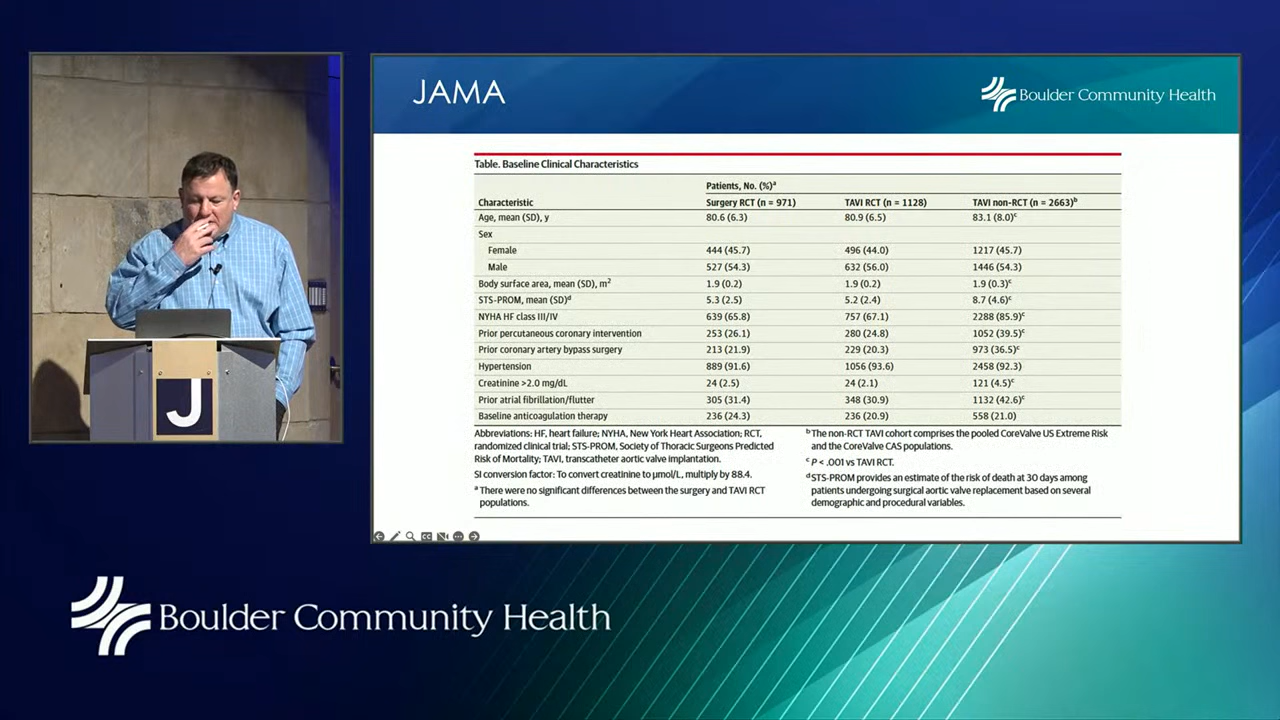 JAMA
Boulder Community Health
Table. Baseline Clinical Characteristics
Patients, No. (%)ᵃ
Characteristic Surgery RCT (n = 971) TAVI RCT (n = 1128) TAVI non-RCT (n = 2663)ᵇ
Age, mean (SD), y 80.6 (6.3) 80.9 (6.5) 83.1 (8.0)ᶜ
Sex
Female 444 (45.7) 496 (44.0) 1217 (45.7)
Male 527 (54.3) 632 (56.0) 1446 (54.3)
Body surface area, mean (SD), m² 1.9 (0.2) 1.9 (0.2) 1.9 (0.3)ᶜ
STS-PROM, mean (SD)ᵈ 5.3 (2.5) 5.2 (2.4) 8.7 (4.6)ᶜ
NYHA HF class III/IV 639 (65.8) 757 (67.1) 2288 (85.9)ᶜ
Prior percutaneous coronary intervention 253 (26.1) 280 (24.8) 1052 (39.5)ᶜ
Prior coronary artery bypass surgery 213 (21.9) 229 (20.3) 973 (36.5)ᶜ
Hypertension 889 (91.6) 1056 (93.6) 2458 (92.3)
Creatinine >2.0 mg/dL 24 (2.5) 24 (2.1) 121 (4.5)ᶜ
Prior atrial fibrillation/flutter 305 (31.4) 348 (30.9) 1132 (42.6)ᶜ
Baseline anticoagulation therapy 236 (24.3) 236 (20.9) 558 (21.0)
Abbreviations: HF, heart failure; NYHA, New York Heart Association; RCT,
randomized clinical trial; STS-PROM, Society of Thoracic Surgeons Predicted
Risk of Mortality; TAVI, transcatheter aortic valve implantation.
SI conversion factor: To convert creatinine to μmol/L, multiply by 88.4.
ᵃ There were no significant differences between the surgery and TAVI RCT
populations.
ᵇ The non-RCT TAVI cohort comprises the pooled CoreValve US Extreme Risk
and the CoreValve CAS populations.
ᶜ P < .001 vs TAVI RCT.
ᵈ STS-PROM provides an estimate of the risk of death at 30 days among
patients undergoing surgical aortic valve replacement based on several
demographic and procedural variables.
CC
J
Boulder Community Health